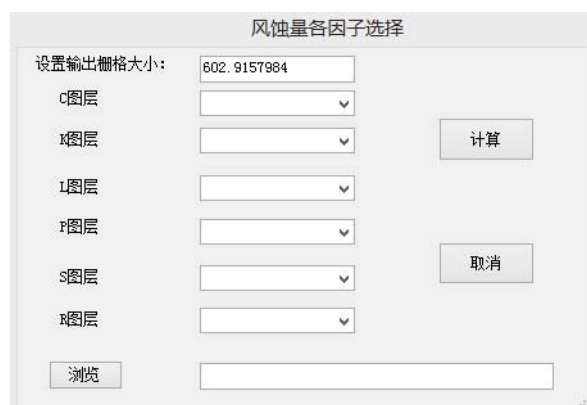 风蚀量各因子选择
设置输出栅格大小: 602.9157984
C图层
K图层
计算
L图层
P图层
取消
S图层
R图层
浏览